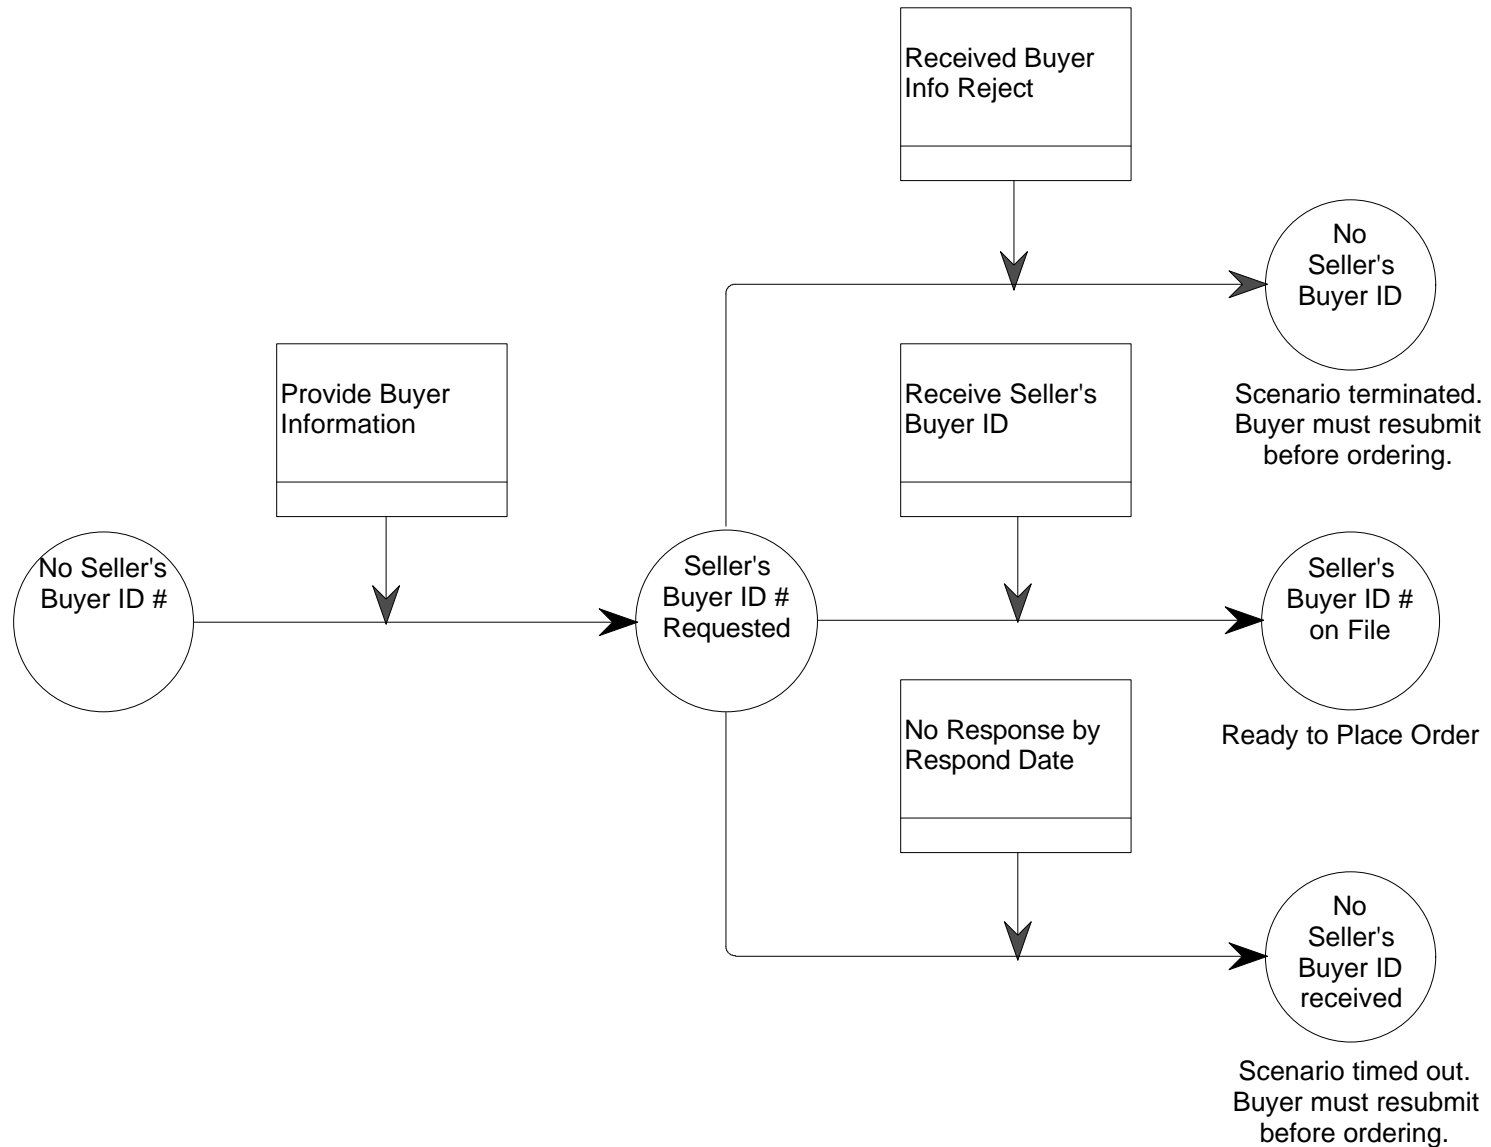 Received Buyer
Info Reject
No
Seller's
Buyer ID
Scenario terminated.
Buyer must resubmit
before ordering.
Provide Buyer
Information
Receive Seller's
Buyer ID
No Seller's
Buyer ID #
Seller's
Buyer ID #
Requested
Seller's
Buyer ID #
on File
Ready to Place Order
No Response by
Respond Date
No
Seller's
Buyer ID
received
Scenario timed out.
Buyer must resubmit
before ordering.